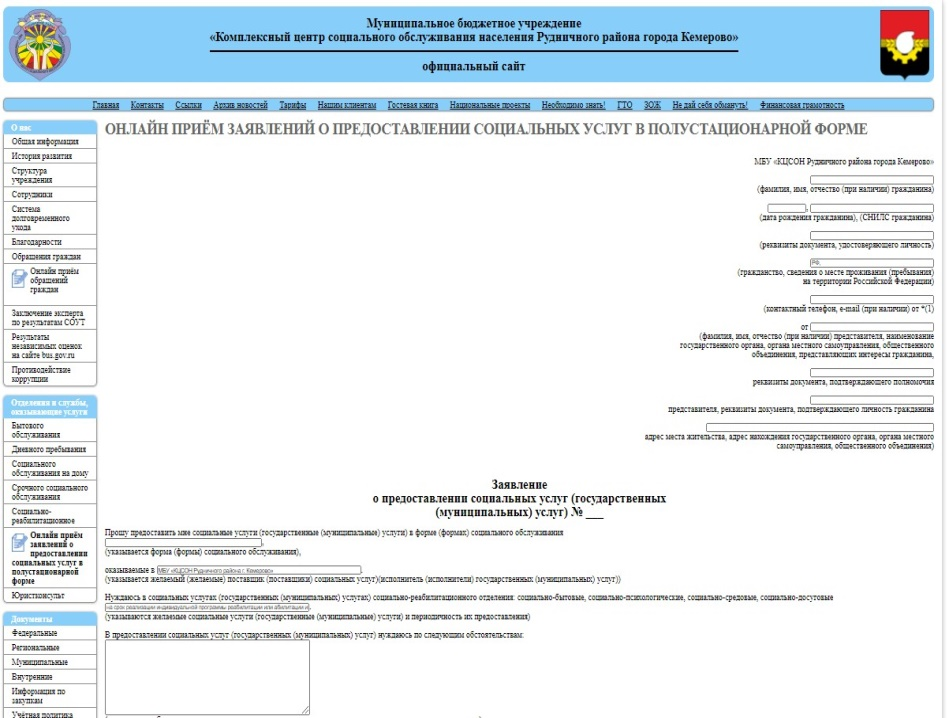 Муниципальное бюджетное учреждение
«Комплексный центр социального обслуживания населения Рудничного района города Кемерово»
официальный сайт
Главная Контакты Ссылки Архив новостей Тарифы Нашим клиентам Гостевая книга Национальные проекты Необходимо знать! ГТО ЗОЖ Не дай себя обмануть! Финансовая грамотность
О нас
Общая информация
История развития
Структура
учреждения
Сотрудники
Система
долговременного
ухода
Благодарности
Обращения граждан
Онлайн приём
обращений
граждан
Заключение эксперта
по результатам СОУТ
Результаты
независимых оценок
на сайте bus.gov.ru
Противодействие
коррупции
Отделения и службы,
оказывающие услуги
Бытового
обслуживания
Дневного пребывания
Социального
обслуживания на дому
Срочного социального
обслуживания
Социально-
реабилитационное
Онлайн приём
заявлений о
предоставлении
социальных услуг в
полустационарной
форме
Юрисконсульт
Документы
Федеральные
Региональные
Муниципальные
Внутренние
Информация по
закупкам
Учётная политика
ОНЛАЙН ПРИЁМ ЗАЯВЛЕНИЙ О ПРЕДОСТАВЛЕНИИ СОЦИАЛЬНЫХ УСЛУГ В ПОЛУСТАЦИОНАРНОЙ ФОРМЕ
МБУ «КЦСОН Рудничного района города Кемерово»
(фамилия, имя, отчество (при наличии) гражданина)
,
(дата рождения гражданина), (СНИЛС гражданина)
(реквизиты документа, удостоверяющего личность)
РФ,
(гражданство, сведения о месте проживания (пребывания)
на территории Российской Федерации)
(контактный телефон, e-mail (при наличии) от *(1)
от
(фамилия, имя, отчество (при наличии) представителя, наименование
государственного органа, органа местного самоуправления, общественного
объединения, представляющих интересы гражданина,
реквизиты документа, подтверждающего полномочия
представителя, реквизиты документа, подтверждающего личность гражданина
адрес места жительства, адрес нахождения государственного органа, органа местного
самоуправления, общественного объединения)
Заявление
о предоставлении социальных услуг (государственных
(муниципальных) услуг) № ___
Прошу предоставить мне социальные услуги (государственные (муниципальные) услуги) в форме (формах) социального обслуживания
,
(указывается форма (формы) социального обслуживания),
оказываемые в МБУ «КЦСОН Рудничного района г. Кемерово» ,
(указывается желаемый (желаемые) поставщик (поставщики) социальных услуг)(исполнитель (исполнители) государственных (муниципальных) услуг))
Нуждаюсь в социальных услугах (государственных (муниципальных) услугах) социально-реабилитационного отделения: социально-бытовые, социально-психологические, социально-средовые, социально-досуговые
на срок реализации индивидуальной программы реабилитации или абилитации и .
(указываются желаемые социальные услуги (государственные (муниципальные) услуги) и периодичность их предоставления)
В предоставлении социальных услуг (государственных (муниципальных) услуг) нуждаюсь по следующим обстоятельствам: